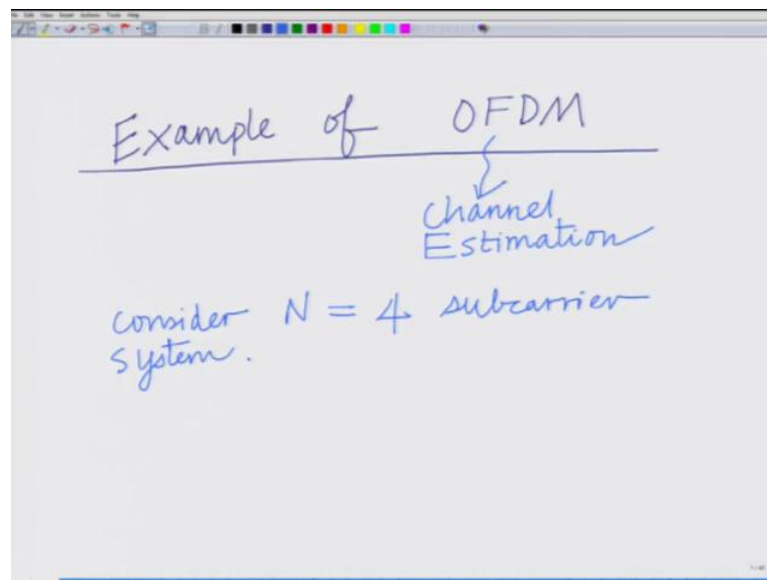 Example of OFDM
Channel
Estimation
consider N = 4 subcarrier
system.